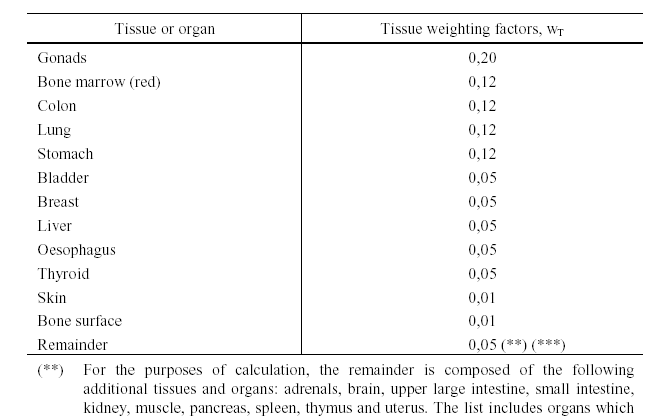 Tissue or organ Tissue weighting factors, wT
Gonads 0,20
Bone marrow (red) 0,12
Colon 0,12
Lung 0,12
Stomach 0,12
Bladder 0,05
Breast 0,05
Liver 0,05
Oesophagus 0,05
Thyroid 0,05
Skin 0,01
Bone surface 0,01
Remainder 0,05 (**) (***)
(**) For the purposes of calculation, the remainder is composed of the following
additional tissues and organs: adrenals, brain, upper large intestine, small intestine,
kidney, muscle, pancreas, spleen, thymus and uterus. The list includes organs which